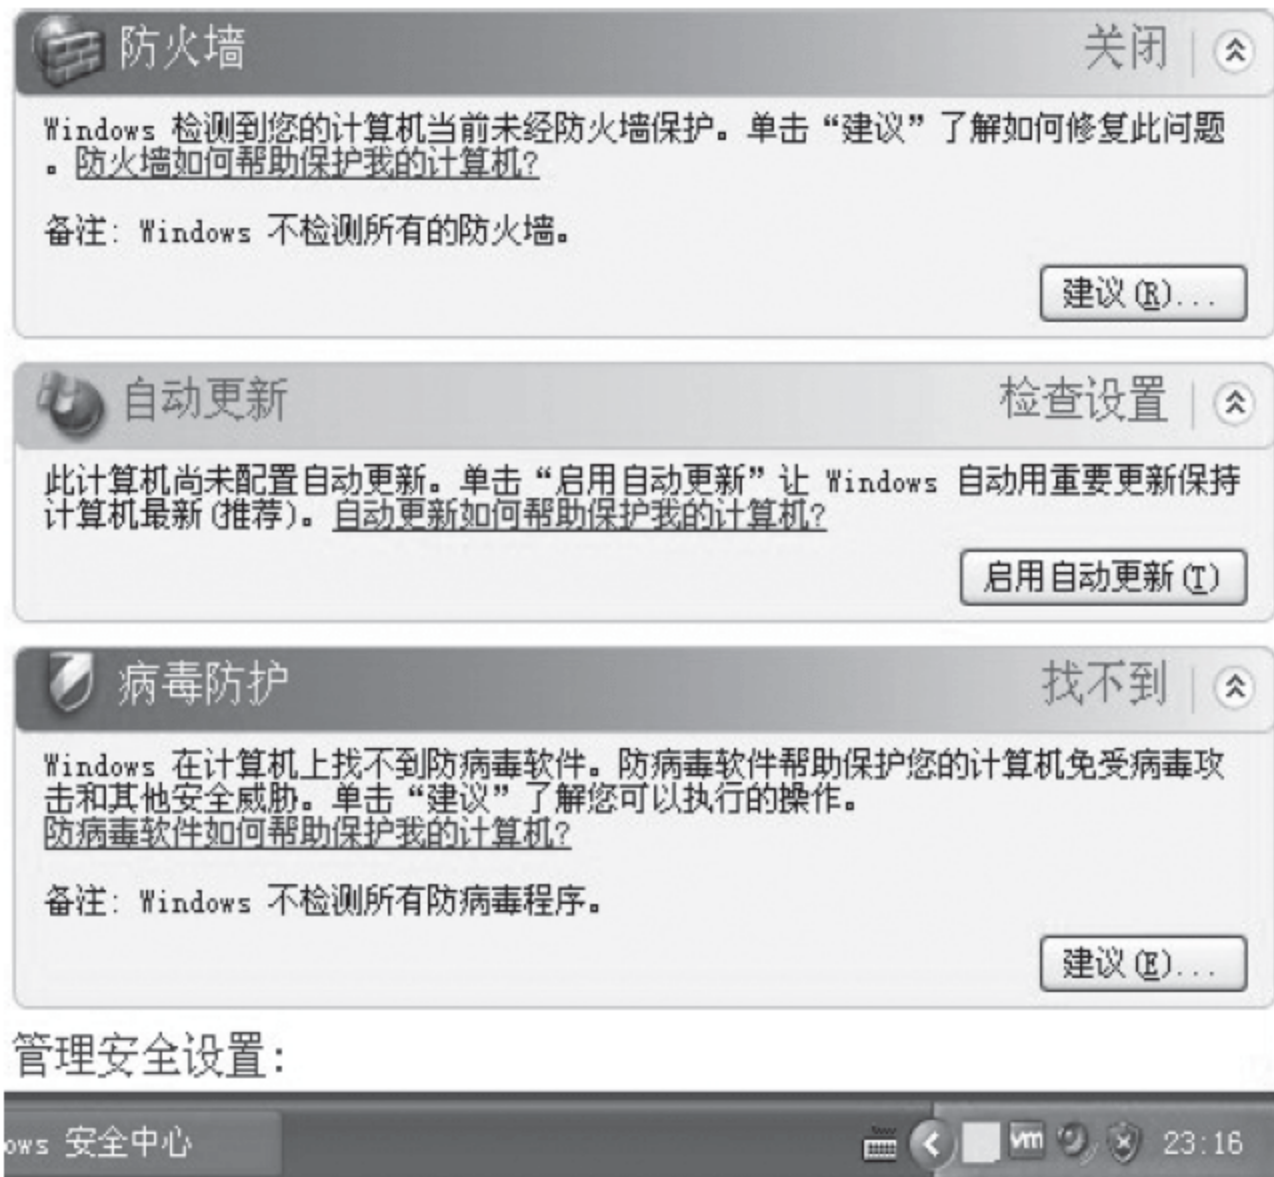 防火墙
关闭
Windows 检测到您的计算机当前未经防火墙保护。单击“建议”了解如何修复此问题
。防火墙如何帮助保护我的计算机?
备注: Windows 不检测所有的防火墙。
建议(R)...
自动更新
检查设置
此计算机尚未配置自动更新。单击“启用自动更新”让 Windows 自动用重要更新保持
计算机最新(推荐)。自动更新如何帮助保护我的计算机?
启用自动更新(T)
病毒防护
找不到
Windows 在计算机上找不到防病毒软件。防病毒软件帮助保护您的计算机免受病毒攻
击和其他安全威胁。单击“建议”了解您可以执行的操作。
防病毒软件如何帮助保护我的计算机?
备注: Windows 不检测所有防病毒程序。
建议(E)...
管理安全设置:
ows 安全中心
vm
23:16